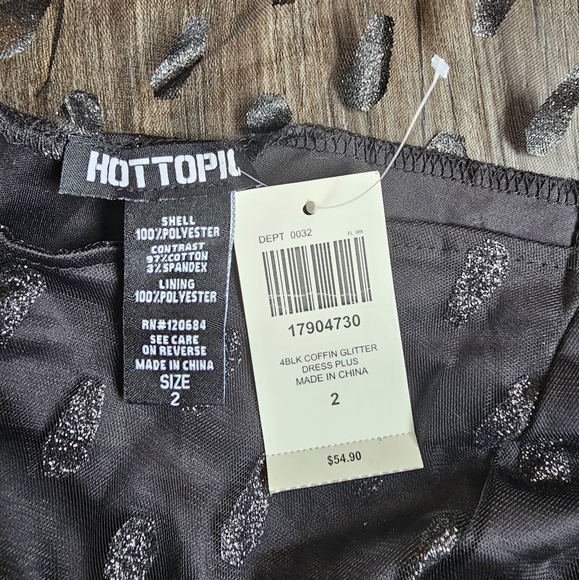 HOTTOPIC
SHELL
100%POLYESTER
CONTRAST
97%COTTON
3%SPANDEX
LINING
100%POLYESTER
RN#120684
SEE CARE
ON REVERSE
MADE IN CHINA
SIZE
2
DEPT 0032
17904730
4BLK COFFIN GLITTER
DRESS PLUS
MADE IN CHINA
2
$54.90